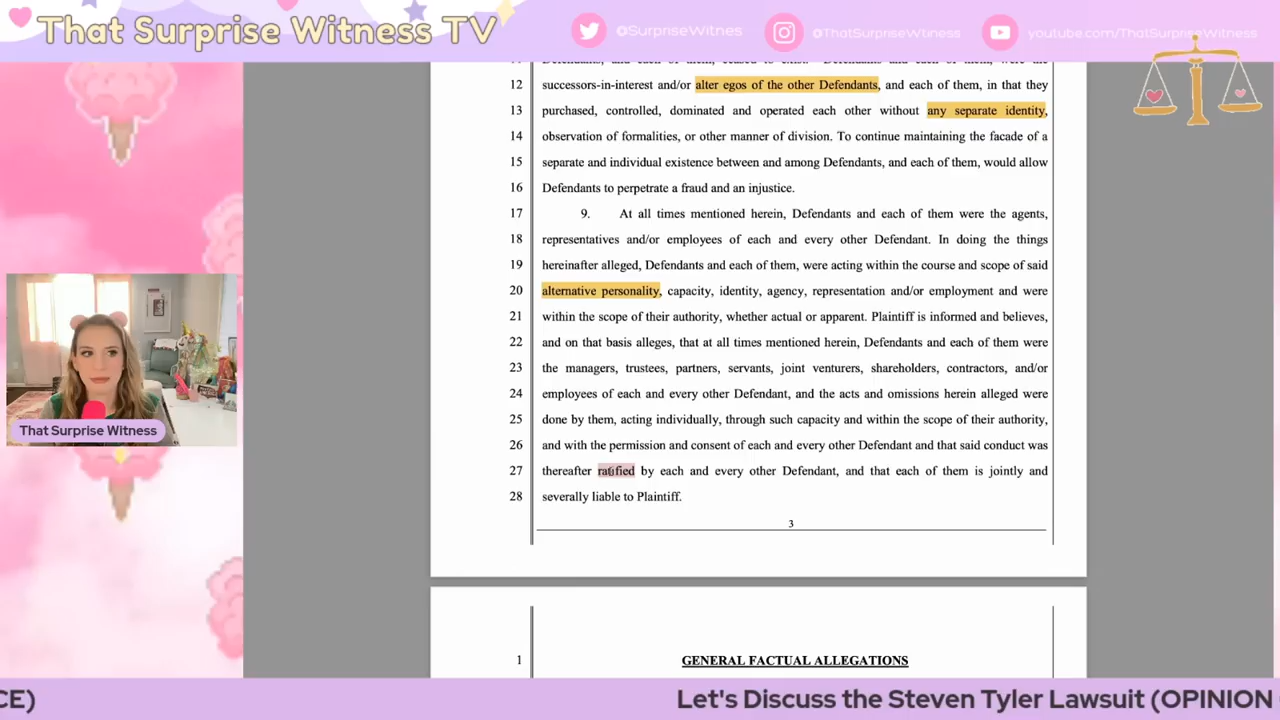 That Surprise Witness TV
@SurpriseWitnes
@ThatSurpriseWitness
youtube.com/ThatSurpriseWitness
12 successors-in-interest and/or alter egos of the other Defendants, and each of them, in that they
13 purchased, controlled, dominated and operated each other without any separate identity,
14 observation of formalities, or other manner of division. To continue maintaining the facade of a
15 separate and individual existence between and among Defendants, and each of them, would allow
16 Defendants to perpetrate a fraud and an injustice.
17 9. At all times mentioned herein, Defendants and each of them were the agents,
18 representatives and/or employees of each and every other Defendant. In doing the things
19 hereinafter alleged, Defendants and each of them, were acting within the course and scope of said
20 alternative personality, capacity, identity, agency, representation and/or employment and were
21 within the scope of their authority, whether actual or apparent. Plaintiff is informed and believes,
22 and on that basis alleges, that at all times mentioned herein, Defendants and each of them were
23 the managers, trustees, partners, servants, joint venturers, shareholders, contractors, and/or
24 employees of each and every other Defendant, and the acts and omissions herein alleged were
25 done by them, acting individually, through such capacity and within the scope of their authority,
26 and with the permission and consent of each and every other Defendant and that said conduct was
27 thereafter ratified by each and every other Defendant, and that each of them is jointly and
28 severally liable to Plaintiff.
3
1 GENERAL FACTUAL ALLEGATIONS
That Surprise Witness
CE) Let's Discuss the Steven Tyler Lawsuit (OPINION